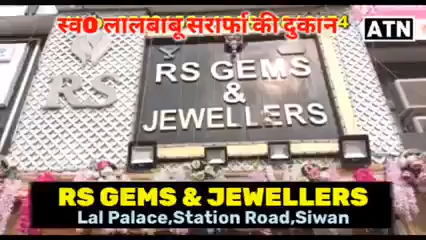 स्व0 लालबाबू सर्राफा की दुकान
ATN
RS
RS GEMS
&
JEWELLERS
RS GEMS & JEWELLERS
Lal Palace,Station Road,Siwan